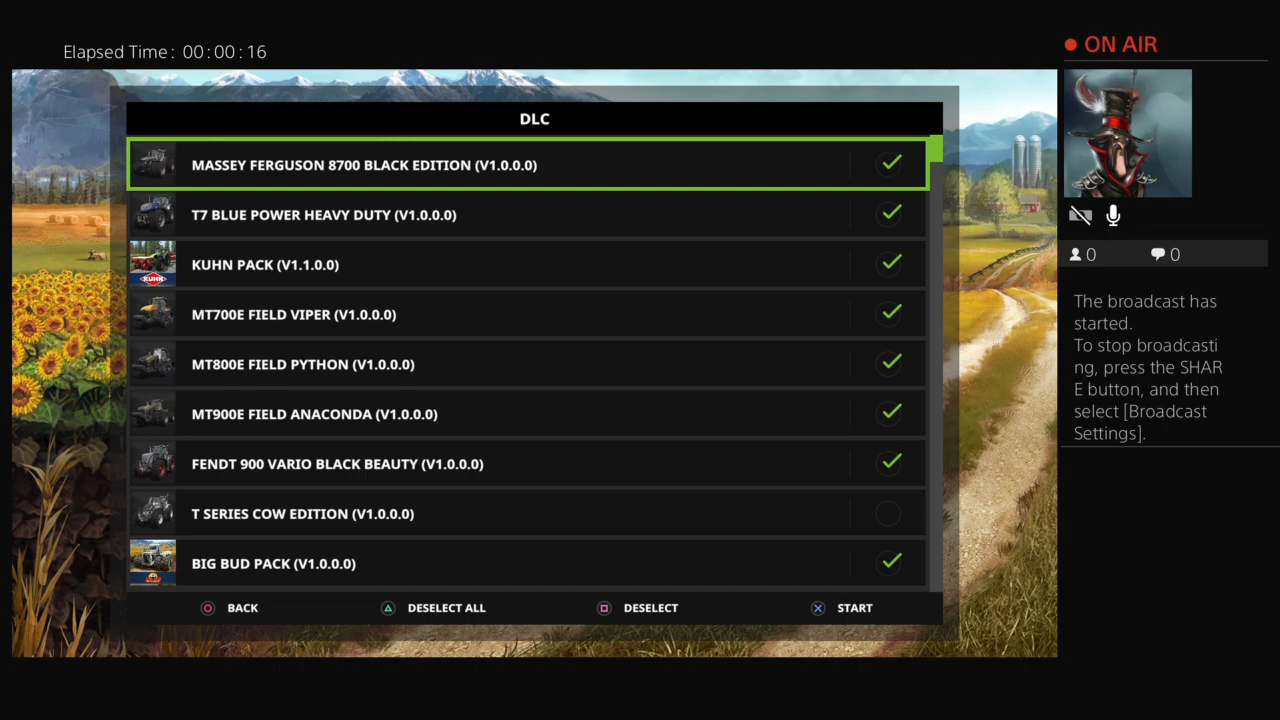 Elapsed Time: 00:00:16
ON AIR
DLC
MASSEY FERGUSON 8700 BLACK EDITION (V1.0.0.0)
T7 BLUE POWER HEAVY DUTY (V1.0.0.0)
KUHN PACK (V1.1.0.0)
KUHN
MT700E FIELD VIPER (V1.0.0.0)
MT800E FIELD PYTHON (V1.0.0.0)
MT900E FIELD ANACONDA (V1.0.0.0)
FENDT 900 VARIO BLACK BEAUTY (V1.0.0.0)
T SERIES COW EDITION (V1.0.0.0)
BIG BUD PACK (V1.0.0.0)
BACK
DESELECT ALL
DESELECT
START
0
0
The broadcast has
started.
To stop broadcasti
ng, press the SHAR
E button, and then
select [Broadcast
Settings].